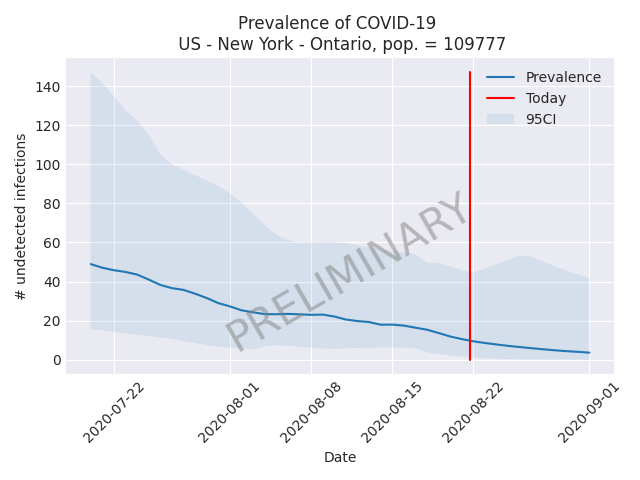 Prevalence of COVID-19
US - New York - Ontario, pop. = 109777
Prevalence
Today
95CI
PRELIMINARY
# undetected infections
140
120
100
80
60
40
20
0
2020-07-22
2020-08-01
2020-08-08
2020-08-15
2020-08-22
2020-09-01
Date